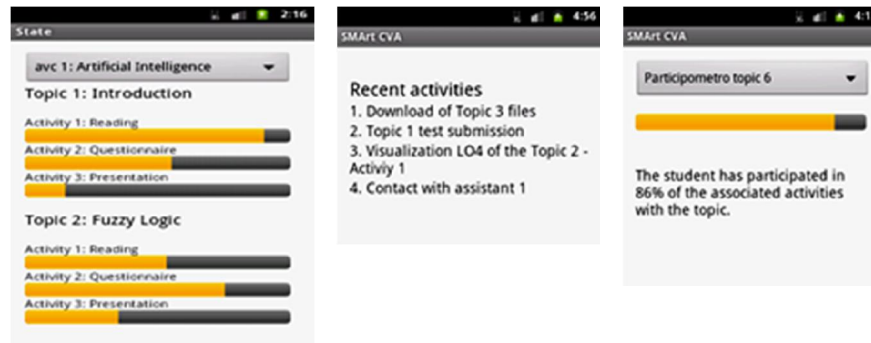 2:16
State
avc 1: Artificial Intelligence
Topic 1: Introduction
Activity 1: Reading
Activity 2: Questionnaire
Activity 3: Presentation
Topic 2: Fuzzy Logic
Activity 1: Reading
Activity 2: Questionnaire
Activity 3: Presentation
4:56
SMArt CVA
Recent activities
1. Download of Topic 3 files
2. Topic 1 test submission
3. Visualization LO4 of the Topic 2 -
Activiy 1
4. Contact with assistant 1
SMArt CVA
Participometro topic 6
The student has participated in
86% of the associated activities
with the topic.